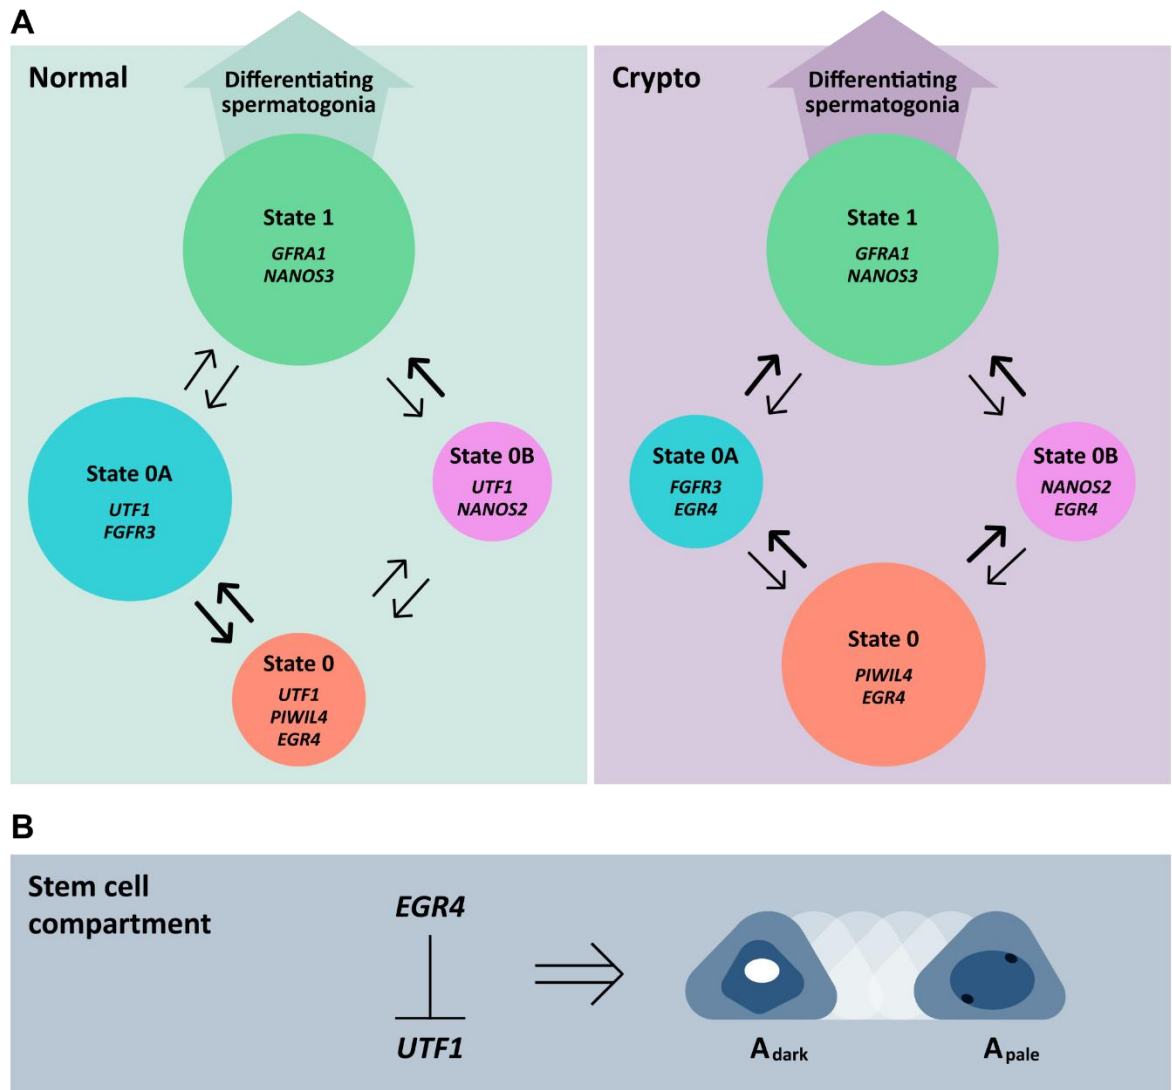 A
Normal
Differentiating
spermatogonia
State 1
GFRA1
NANOS3
State 0A
UTF1
FGFR3
State 0B
UTF1
NANOS2
State 0
UTF1
PIWIL4
EGR4
Crypto
Differentiating
spermatogonia
State 1
GFRA1
NANOS3
State 0A
FGFR3
EGR4
State 0B
NANOS2
EGR4
State 0
PIWIL4
EGR4
B
Stem cell
compartment
EGR4
UTF1
Adark
Apale